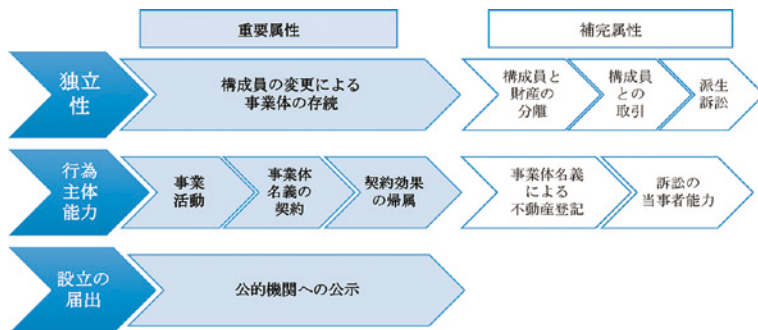 重要属性
補完属性
独立
性
構成員の変更による
事業体の存続
構成員と
財産の
分離
構成員
との取引
派生
訴訟
行為
主体
能力
事業
活動
事業体
名義の
契約
契約効果
の帰属
事業体名義
による
不動産登記
訴訟の
当事者能力
設立の
届出
公的機関への公示